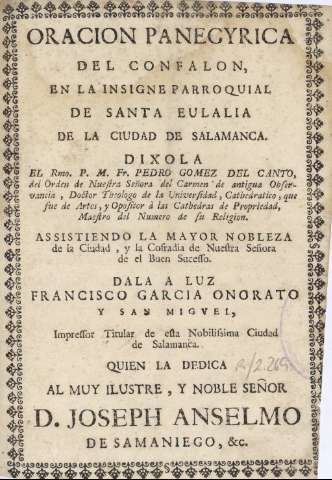 ORACION PANEGYRICA
DEL CONFALON,
EN LA INSIGNE PARROQUIAL
DE SANTA EULALIA
DE LA CIUDAD DE SALAMANCA.
DIXOLA
EL Rmo. P. M. Fr. PEDRO GOMEZ DEL CANTO,
del Orden de Nuestra Señora del Carmen de antigua Obser-
vancia, Doctor Theologo de la Universidad, Cathedratico, que
fue de Artes, y Opositor à las Cathedras de Propriedad,
Maestro del Numero de su Religion.
ASSISTIENDO LA MAYOR NOBLEZA
de la Ciudad, y la Cofradia de Nuestra Señora
de el Buen Sucesso.
DALA A LUZ
FRANCISCO GARCIA ONORATO
Y SAN MIGUEL,
Impressor Titular de esta Nobilissima Ciudad
de Salamanca.
QUIEN LA DEDICA
R/2.269
AL MUY ILUSTRE, Y NOBLE SEÑOR
D. JOSEPH ANSELMO
DE SAMANIEGO, &c.